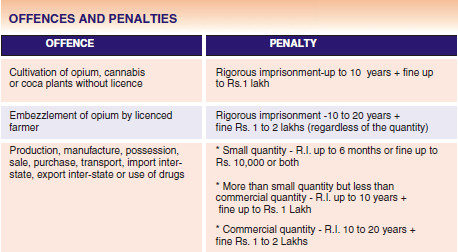 OFFENCES AND PENALTIES
OFFENCE
PENALTY
Cultivation of opium, cannabis
or coca plants without licence
Rigorous imprisonment-up to 10 years + fine up
to Rs.1 lakh
Embezzlement of opium by licenced
farmer
Rigorous imprisonment -10 to 20 years +
fine Rs. 1 to 2 lakhs (regardless of the quantity)
Production, manufacture, possession,
sale, purchase, transport, import inter-
state, export inter-state or use of drugs
* Small quantity - R.I. up to 6 months or fine up to
Rs. 10,000 or both
* More than small quantity but less than
commercial quantity - R.I. up to 10 years +
fine up to Rs. 1 Lakh
* Commercial quantity - R.I. 10 to 20 years +
fine Rs. 1 to 2 Lakhs